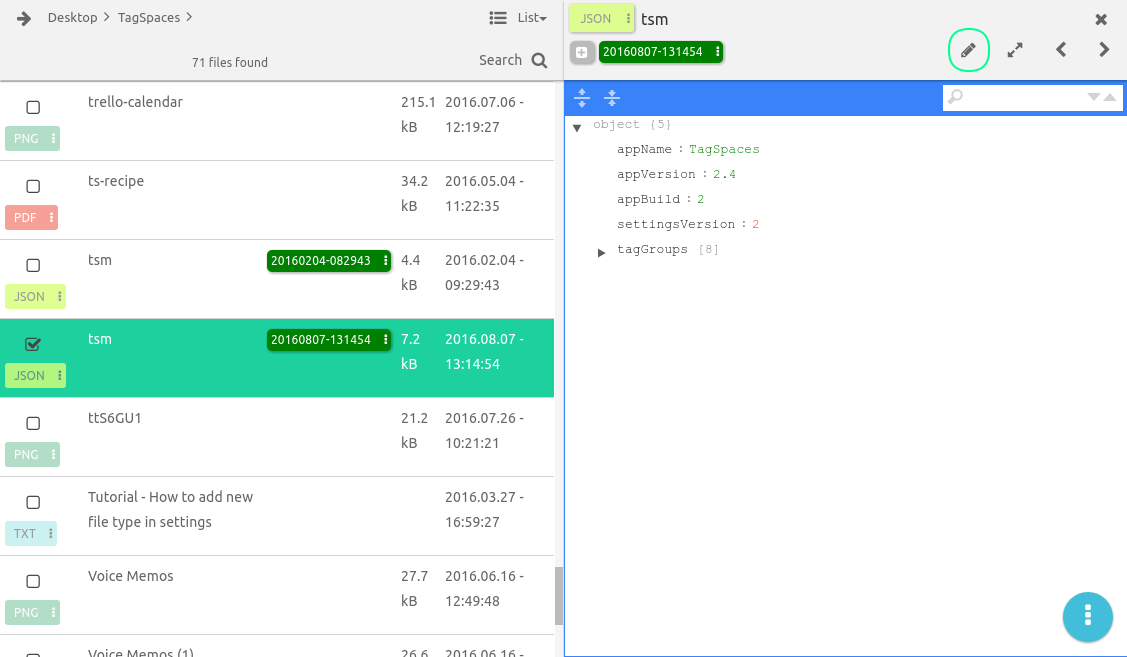 Desktop TagSpaces
List
71 files found
Search
trello-calendar 215.1 2016.07.06 -
kB 12:19:27
PNG
ts-recipe 34.2 2016.05.04 -
kB 11:22:35
PDF
tsm 20160204-082943 4.4 2016.02.04 -
kB 09:29:43
JSON
tsm 20160807-131454 7.2 2016.08.07 -
kB 13:14:54
JSON
ttS6GU1 21.2 2016.07.26 -
kB 10:21:21
PNG
Tutorial - How to add new 2016.03.27 -
file type in settings 16:59:27
TXT
Voice Memos 27.7 2016.06.16 -
kB 12:49:48
PNG
Voice Memos (1) 26.6 2016.06.16 -
JSON tsm
20160807-131454
object {5}
appName : TagSpaces
appVersion : 2.4
appBuild : 2
settingsVersion : 2
tagGroups [8]